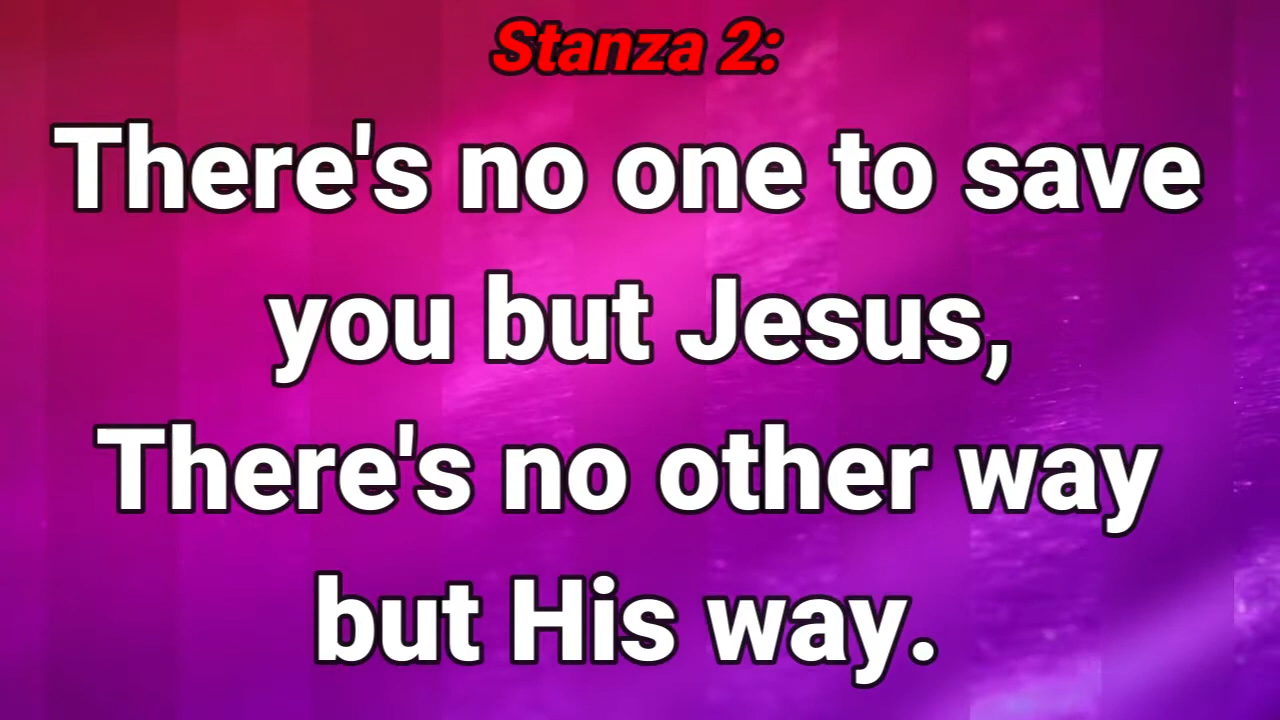 Stanza 2:
There's no one to save
you but Jesus,
There's no other way
but His way.